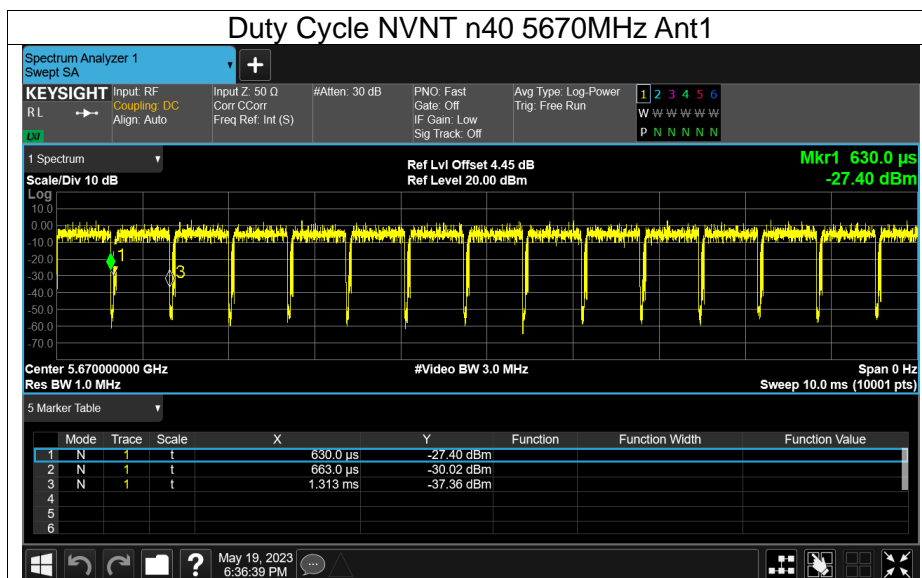 Duty Cycle NVNT n40 5670MHz Ant1
Spectrum Analyzer 1
Swept SA
+
KEYSIGHT
R L
LXI
Input: RF
Coupling: DC
Align: Auto
Input Z: 50 Ω
Corr CCorr
Freq Ref: Int (S)
#Atten: 30 dB
PNO: Fast
Gate: Off
IF Gain: Low
Sig Track: Off
Avg Type: Log-Power
Trig: Free Run
1 2 3 4 5 6
W W W W W W
P N N N N N
1 Spectrum
Scale/Div 10 dB
Ref Lvl Offset 4.45 dB
Ref Level 20.00 dBm
Mkr1 630.0 µs
-27.40 dBm
Log
10.0
0.00
-10.0
-20.0
-30.0
-40.0
-50.0
-60.0
-70.0
1
3
Center 5.670000000 GHz
#Video BW 3.0 MHz
Span 0 Hz
Res BW 1.0 MHz
Sweep 10.0 ms (10001 pts)
5 Marker Table
Mode Trace Scale X Y Function Function Width Function Value
1 N 1 t 630.0 µs -27.40 dBm
2 N 1 t 663.0 µs -30.02 dBm
3 N 1 t 1.313 ms -37.36 dBm
4
5
6
?
May 19, 2023
6:36:39 PM